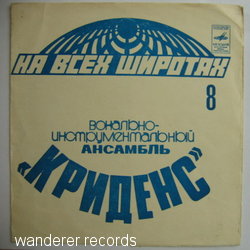 НА ВСЕХ ШИРОТАХ
8
ВОКАЛЬНО-
ИНСТРУМЕНТАЛЬНЫЙ
АНСАМБЛЬ
«КРИДЕНС»
wanderer records